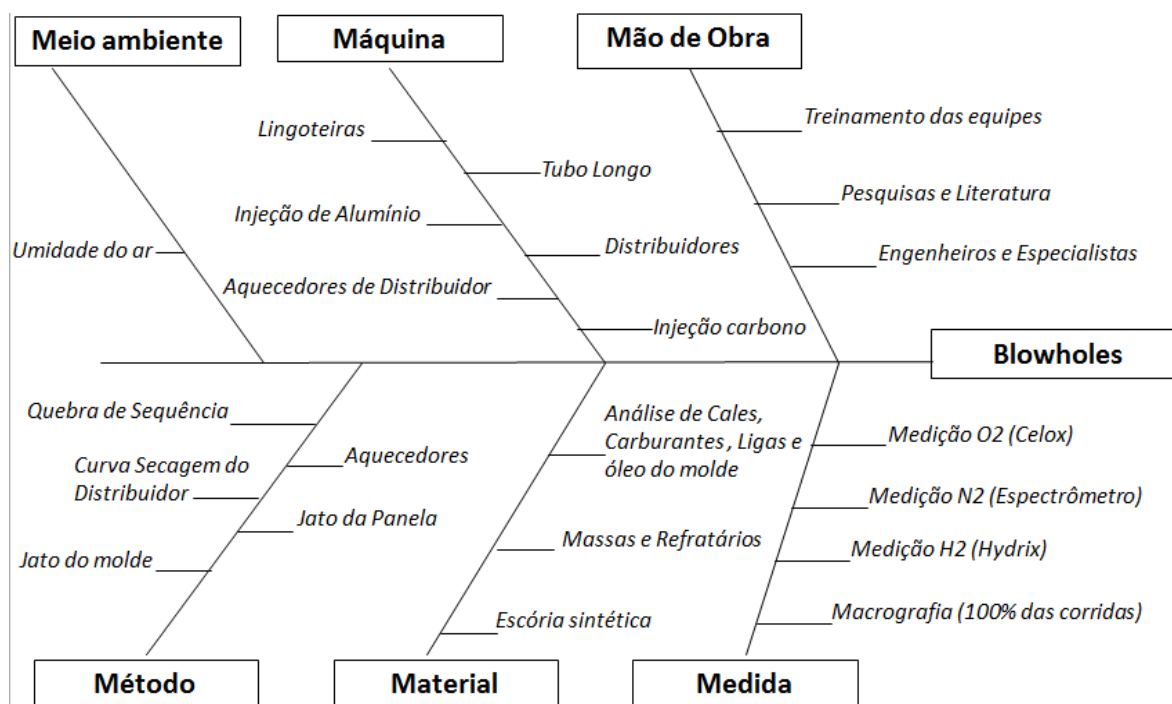 Meio ambiente
Máquina
Mão de Obra
Lingoteiras
Tubo Longo
Injeção de Alumínio
Distribuidores
Aquecedores de Distribuidor
Injeção carbono
Umidade do ar
Treinamento das equipes
Pesquisas e Literatura
Engenheiros e Especialistas
Blowholes
Quebra de Sequência
Aquecedores
Curva Secagem do
Distribuidor
Jato da Panela
Jato do molde
Análise de Cales,
Carburantes , Ligas e
óleo do molde
Massas e Refratários
Escória sintética
Medição O2 (Celox)
Medição N2 (Espectrômetro)
Medição H2 (Hydrix)
Macrografia (100% das corridas)
Método
Material
Medida